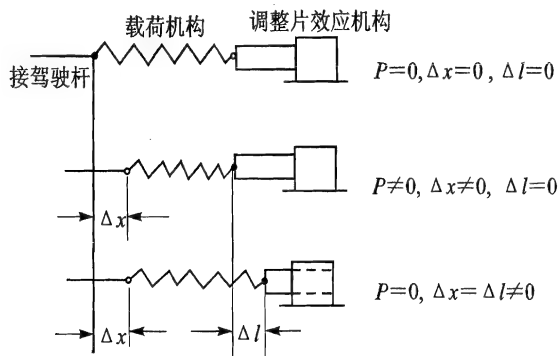 载荷机构 调整片效应机构
接驾驶杆
P=0,Δx=0,Δl=0
P≠0,Δx≠0,Δl=0
Δx
P=0,Δx=Δl≠0
Δx Δl